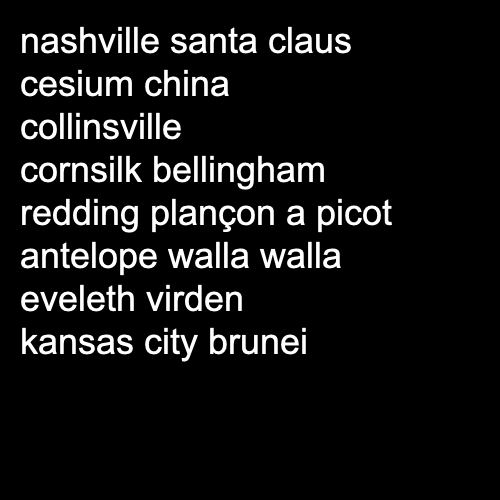 nashville santa claus
cesium china
collinsville
cornsilk bellingham
redding plançon a picot
antelope walla walla
eveleth virden
kansas city brunei